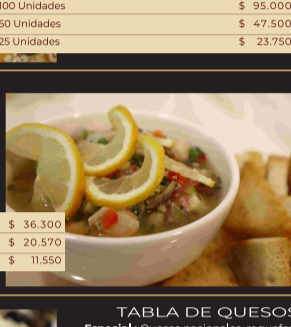 100 Unidades $ 95.000
50 Unidades $ 47.500
25 Unidades $ 23.750
$ 36.300
$ 20.570
$ 11.550
TABLA DE QUESOS